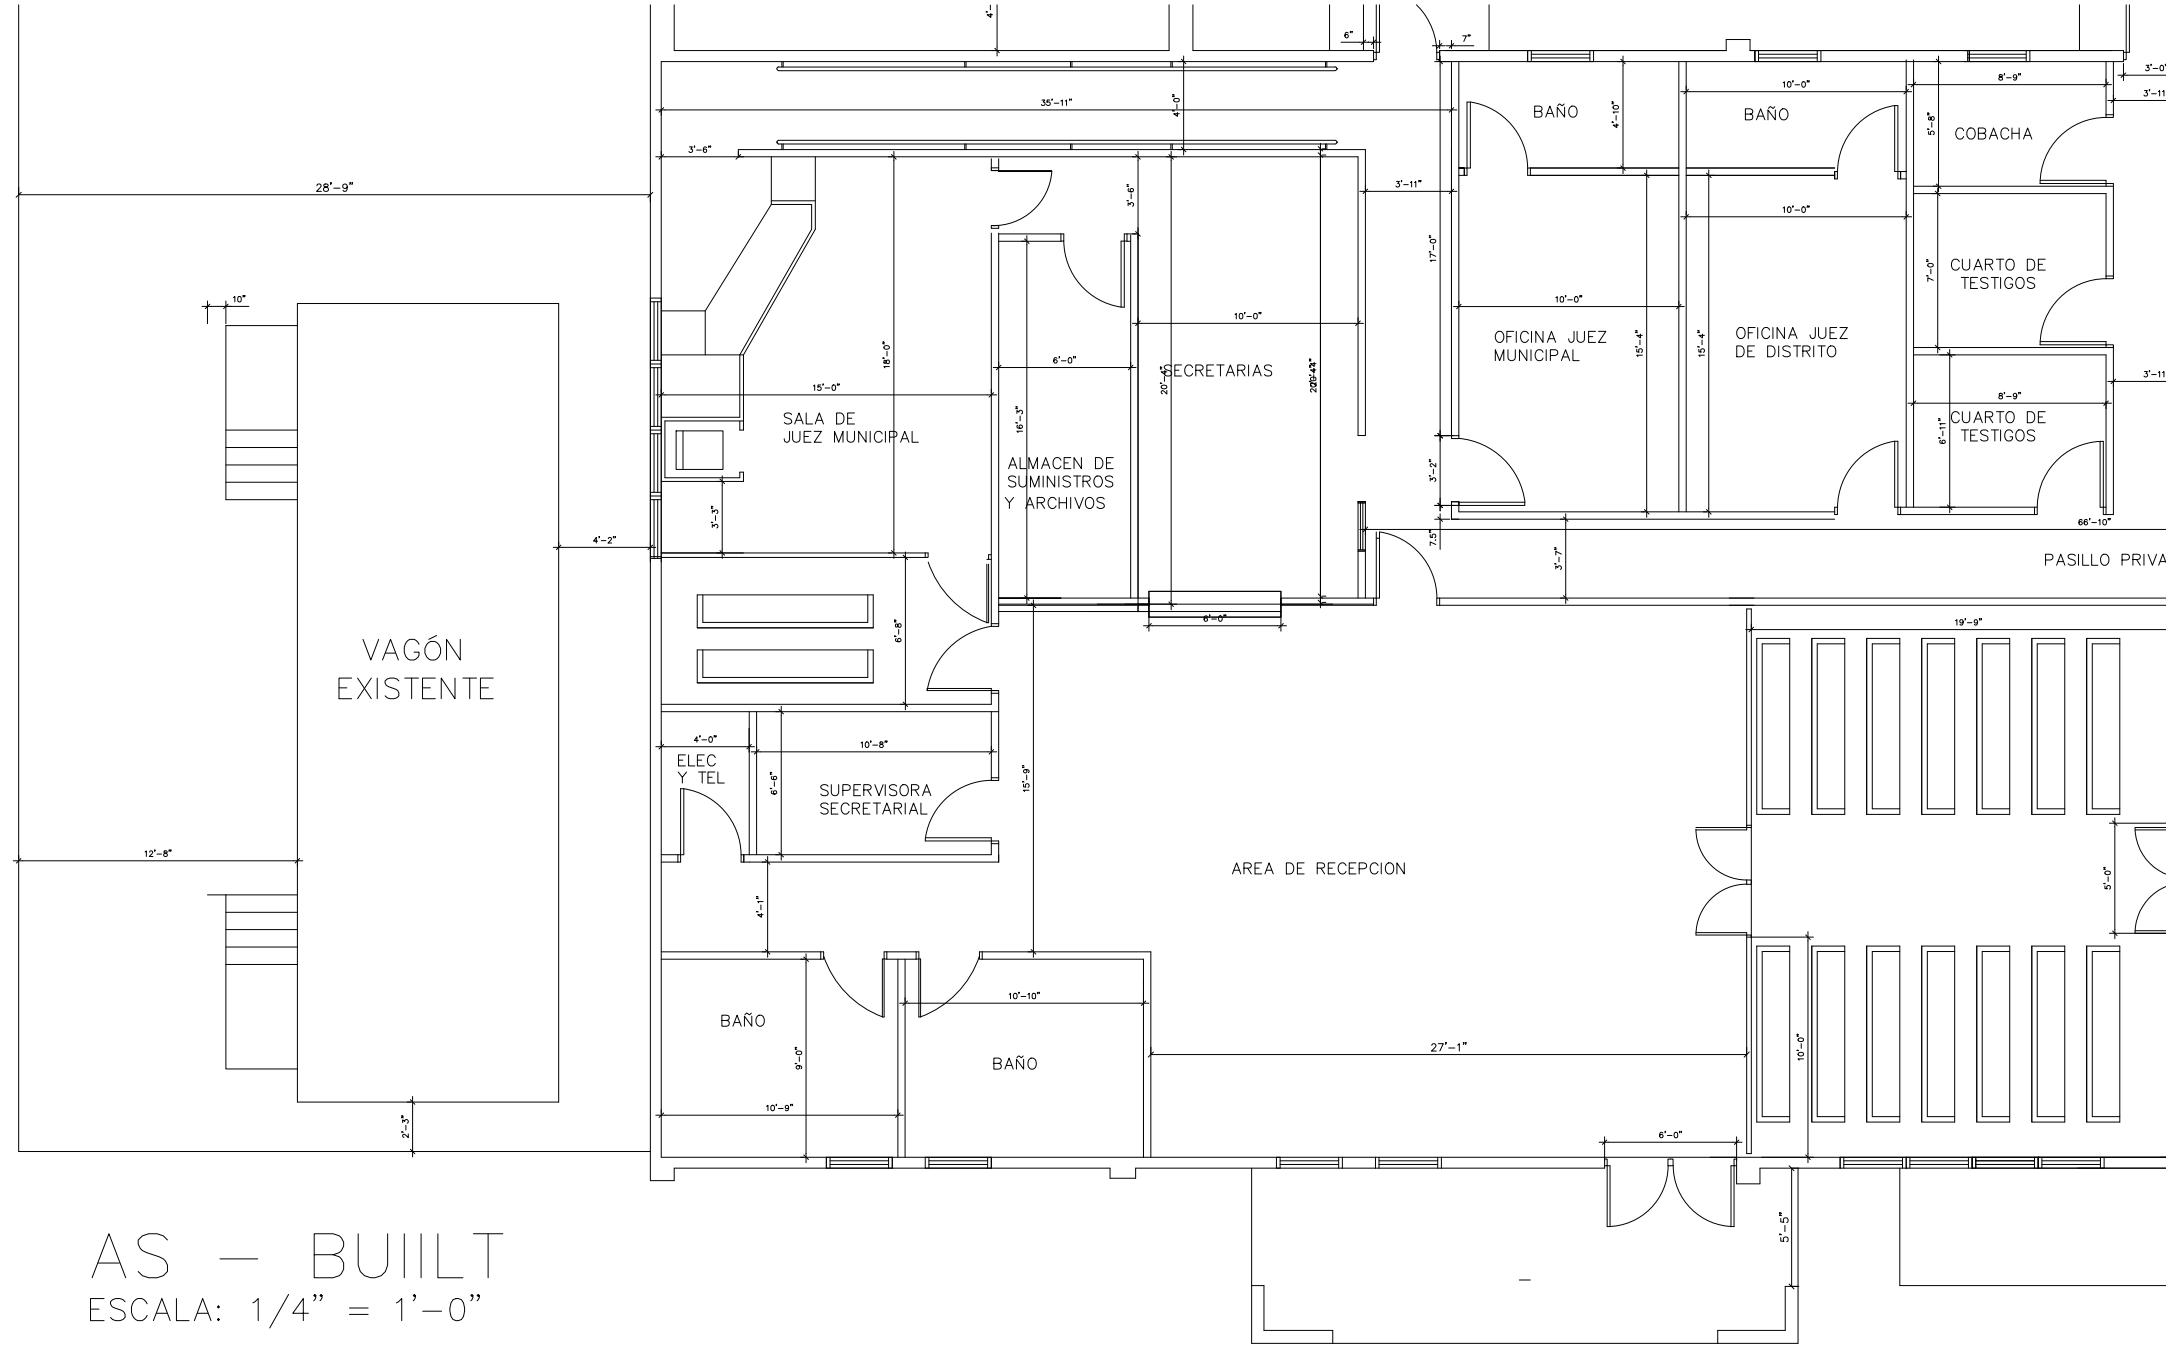 4'-
6"
7"
3'-0"
35'-11"
4'-0"
BAÑO
4'-10"
10'-0"
BAÑO
8'-9"
5'-8"
COBACHA
3'-11
3'-6"
28'-9"
3'-6"
3'-11"
10'-0"
17'-0"
7'-0"
CUARTO DE
TESTIGOS
10"
18'-0"
10'-0"
10'-0"
OFICINA JUEZ
MUNICIPAL
15'-4"
15'-4"
OFICINA JUEZ
DE DISTRITO
6'-0"
20'-4"
SECRETARIAS
15'-0"
3'-11
8'-9"
CUARTO DE
TESTIGOS
6'-11"
SALA DE
JUEZ MUNICIPAL
16'-3"
ALMACEN DE
SUMINISTROS
Y ARCHIVOS
3'-2"
3'-3"
7.5"
66'-10"
4'-2"
3'-7"
PASILLO PRIVA
6'-0"
19'-9"
6'-8"
VAGÓN
EXISTENTE
4'-0"
10'-8"
ELEC
Y TEL
6'-6"
SUPERVISORA
SECRETARIAL
15'-9"
12'-8"
AREA DE RECEPCION
5'-0"
4'-1"
10'-10"
BAÑO
9'-0"
BAÑO
27'-1"
10'-0"
10'-9"
2'-3"
6'-0"
5'-5"
AS - BUIIILT
ESCALA: 1/4" = 1'-0"